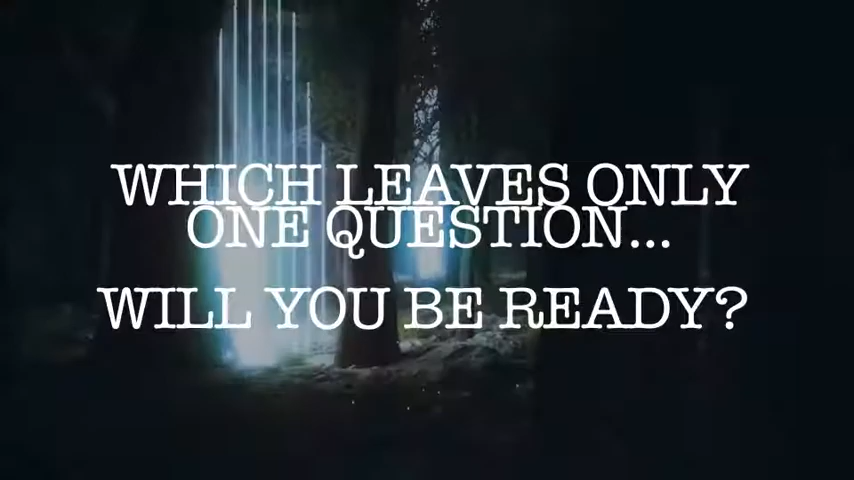 WHICH LEAVES ONLY
ONE QUESTION...
WILL YOU BE READY?